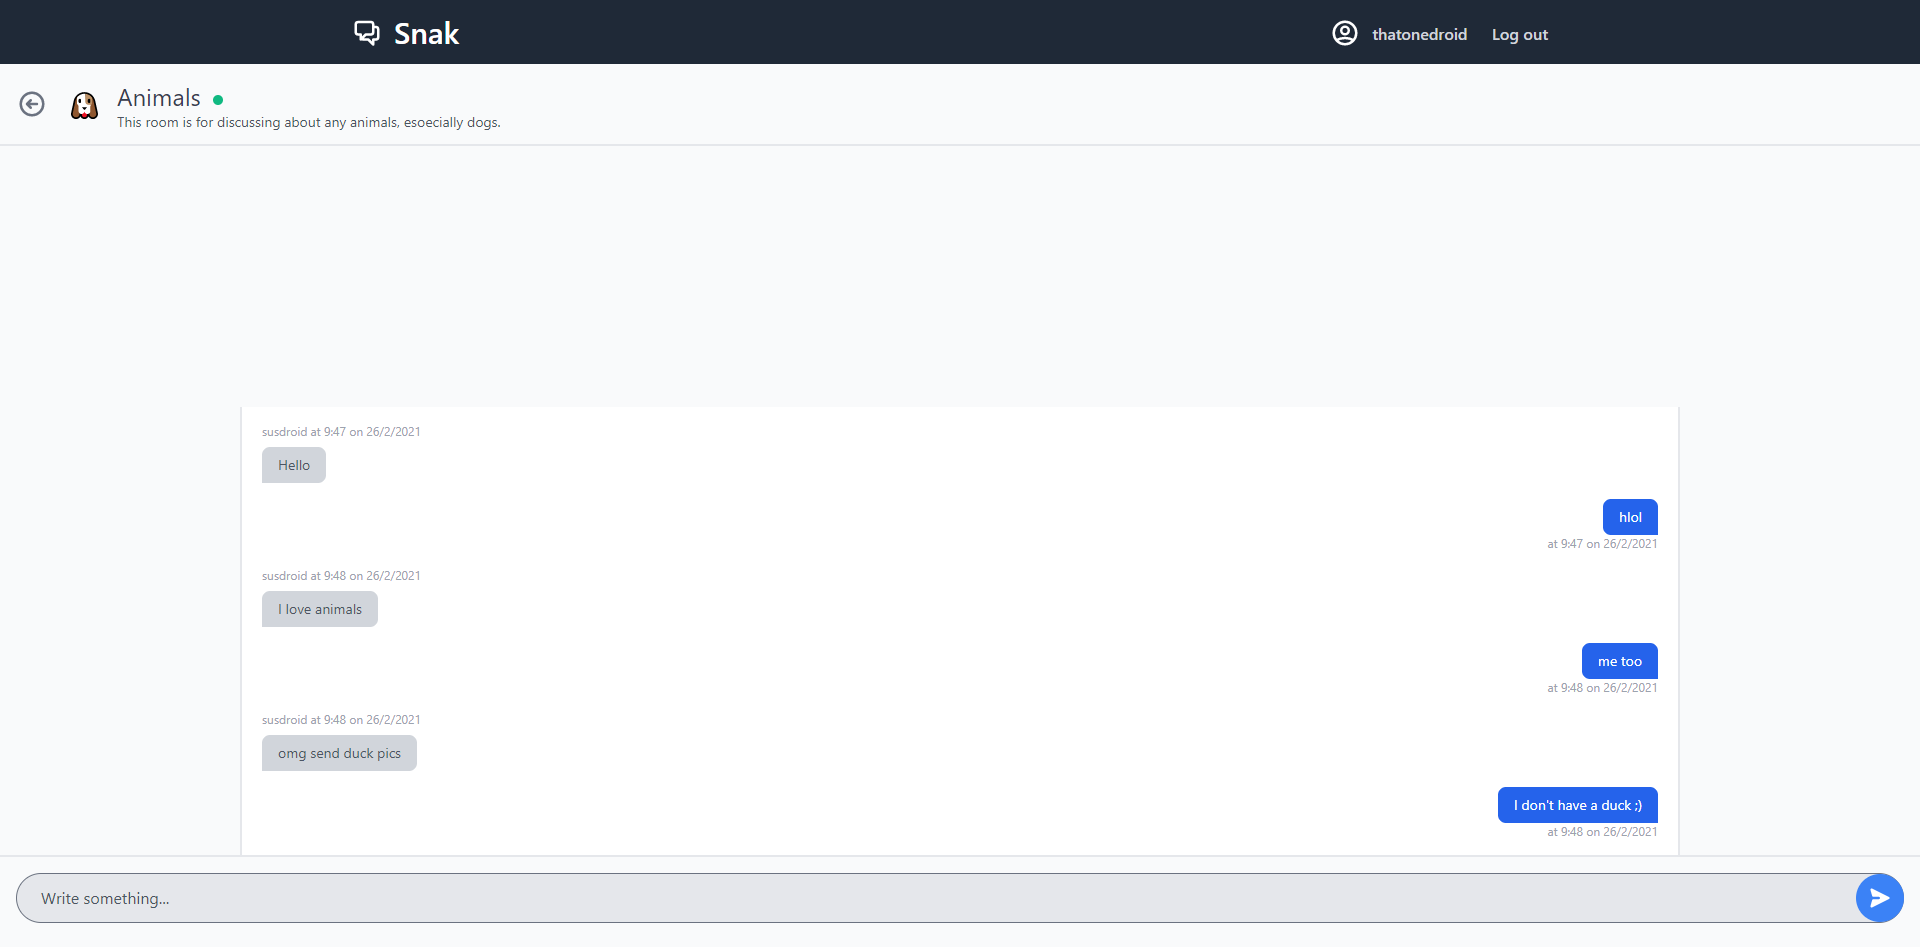 Snak
thatonedroid Log out
Animals
This room is for discussing about any animals, esoecially dogs.
susdroid at 9:47 on 26/2/2021
Hello
hlol
at 9:47 on 26/2/2021
susdroid at 9:48 on 26/2/2021
I love animals
me too
at 9:48 on 26/2/2021
susdroid at 9:48 on 26/2/2021
omg send duck pics
I don't have a duck ;)
at 9:48 on 26/2/2021
Write something...